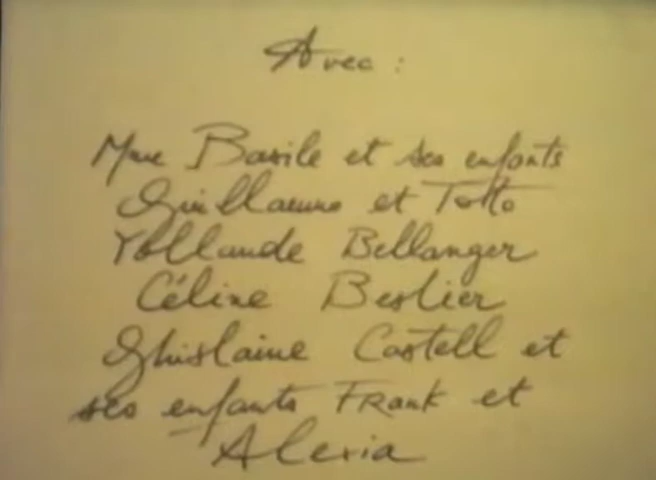 Avec :
Mme Basile et ses enfants
Guillaume et Totto
Yollande Bellanger
Céline Beslier
Ghislaine Castell et
ses enfants Frank et
Alexia